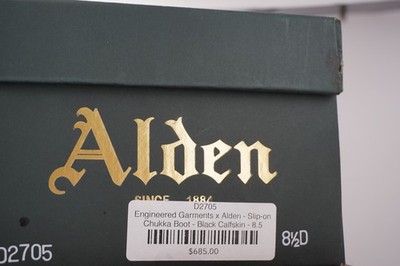 Alden
SINCE 1884
D2705
Engineered Garments x Alden - Slip-on
Chukka Boot - Black Calfskin - 8.5
$685.00
D2705
8½D